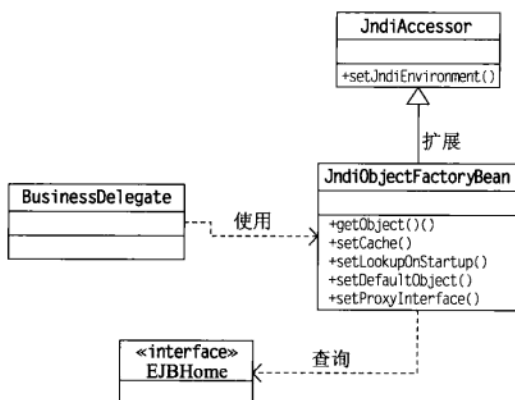 JndiAccessor
+setJndiEnvironment()
扩展
JndiObjectFactoryBean
+getObject()()
+setCache()
+setLookupOnStartup()
+setDefaultObject()
+setProxyInterface()
BusinessDelegate
使用
«interface»
EJBHome
查询